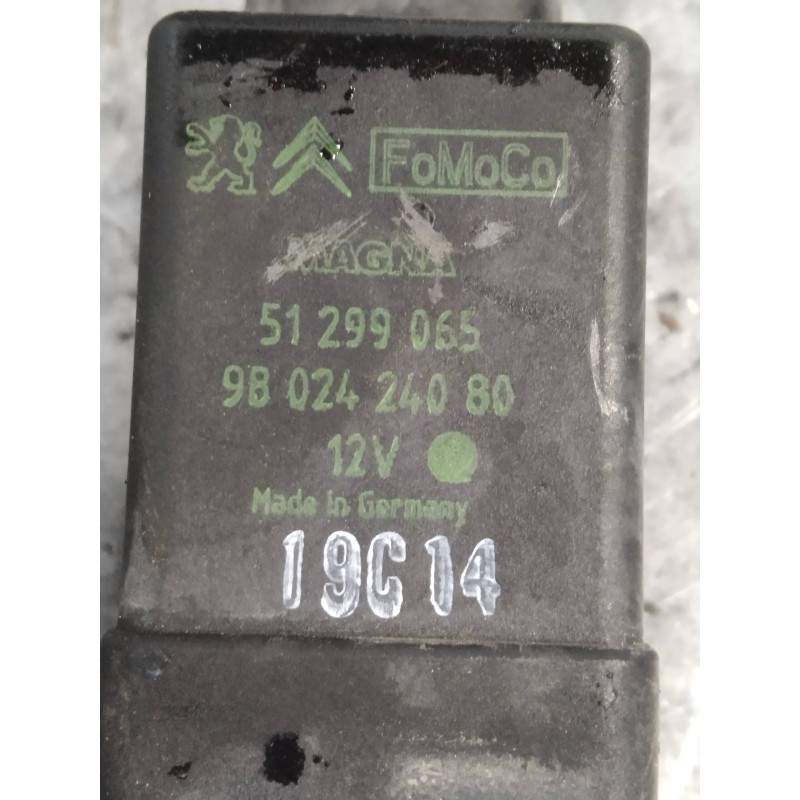 FoMoCo
MAGNA
51 299 065
98 024 240 80
12V
Made in Germany
19C14